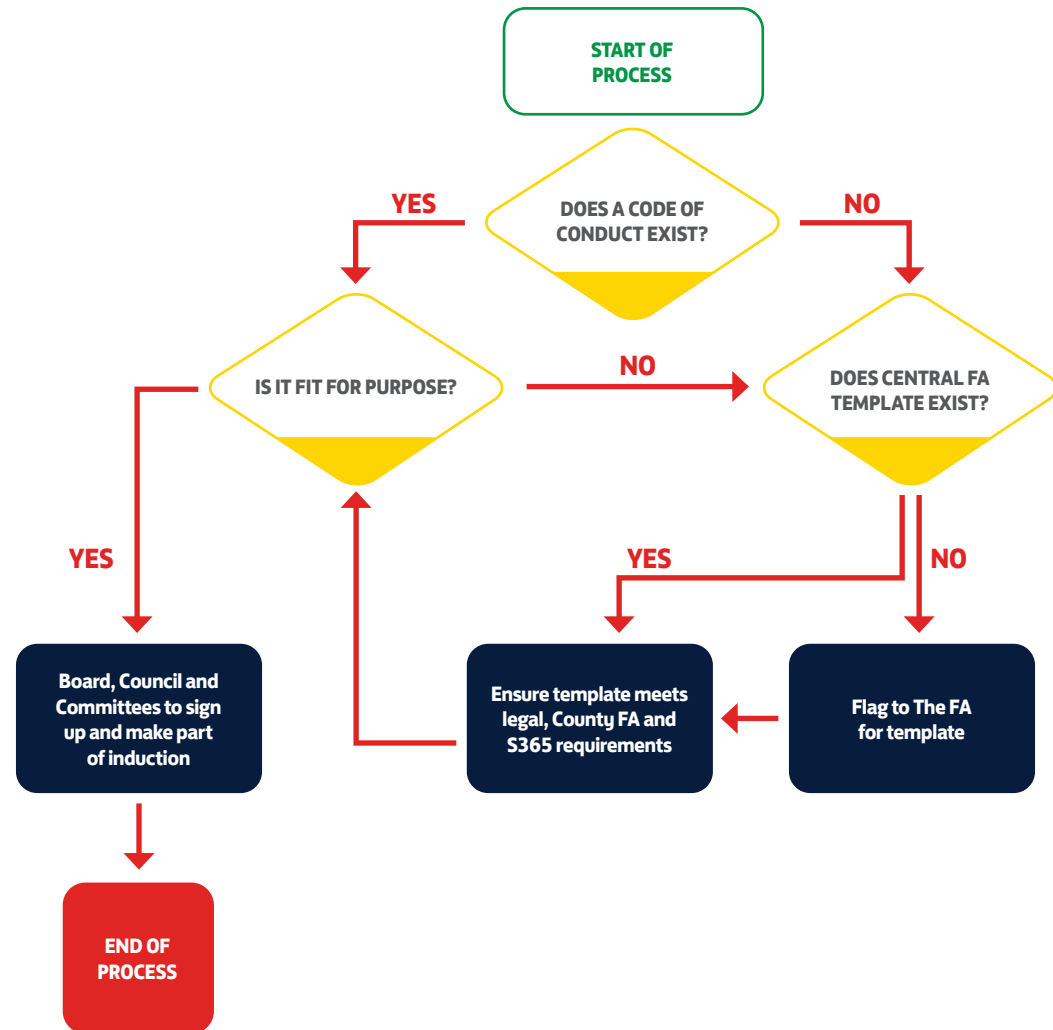 START OF
PROCESS
YES
NO
DOES A CODE OF
CONDUCT EXIST?
IS IT FIT FOR PURPOSE?
NO
DOES CENTRAL FA
TEMPLATE EXIST?
YES
YES
NO
Board, Council and
Committees to sign
up and make part
of induction
Ensure template meets
legal, County FA and
S365 requirements
Flag to The FA
for template
END OF
PROCESS